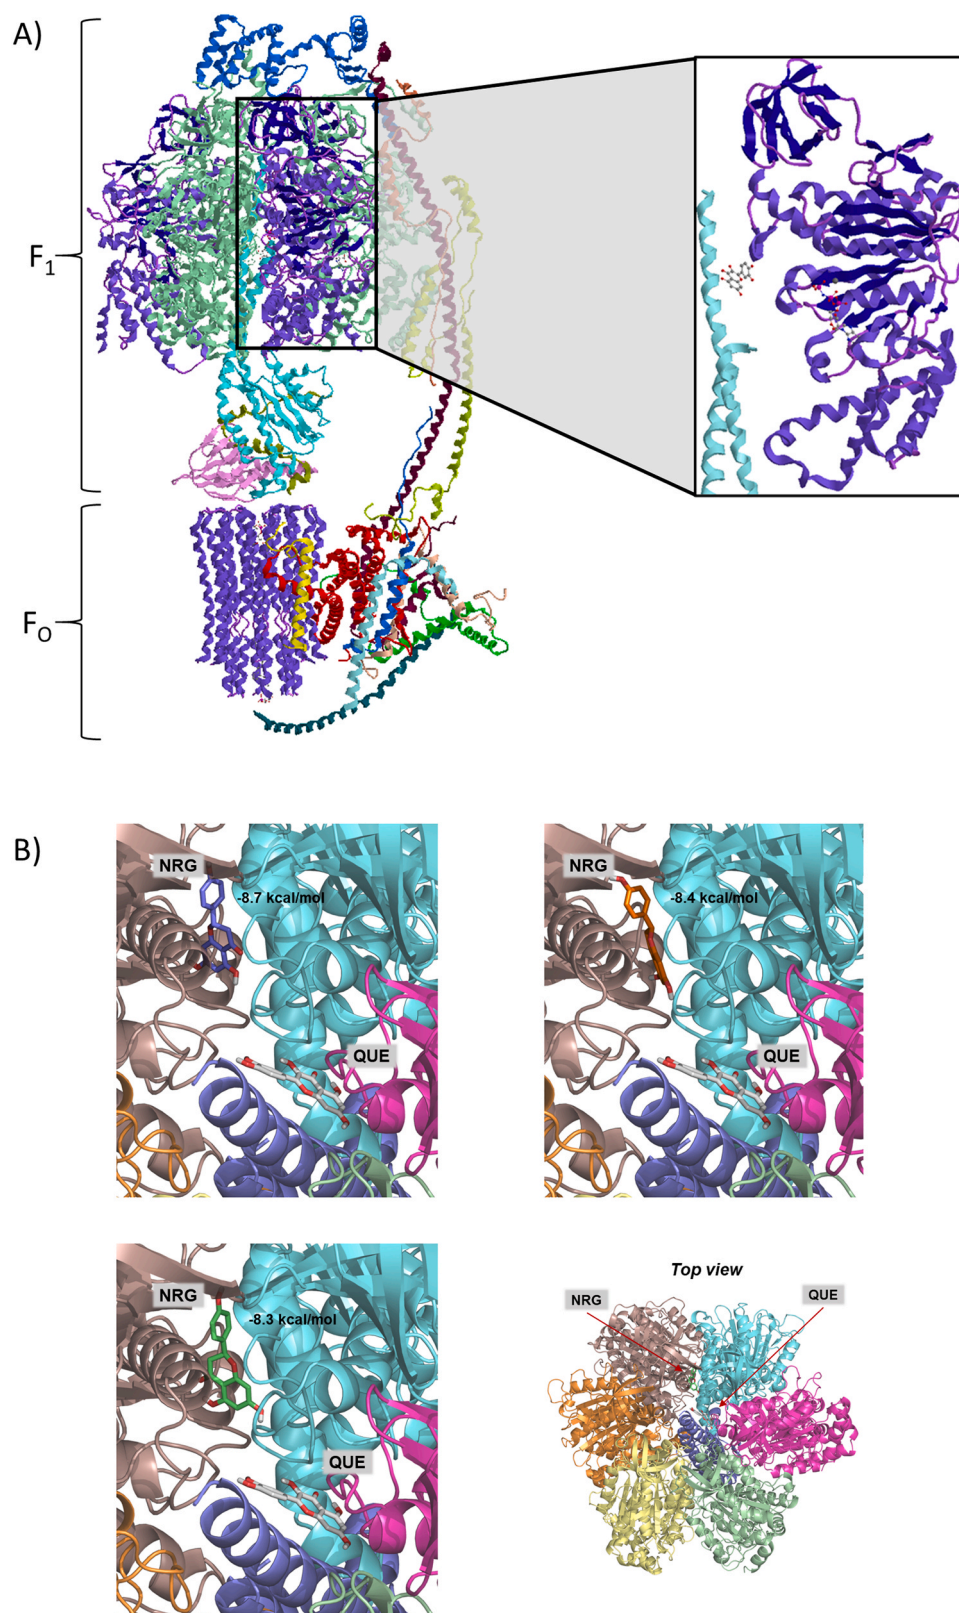 A)
F1
FO
B)
NRG
-8.7 kcal/mol
QUE
NRG
-8.4 kcal/mol
QUE
NRG
-8.3 kcal/mol
QUE
Top view
NRG
QUE